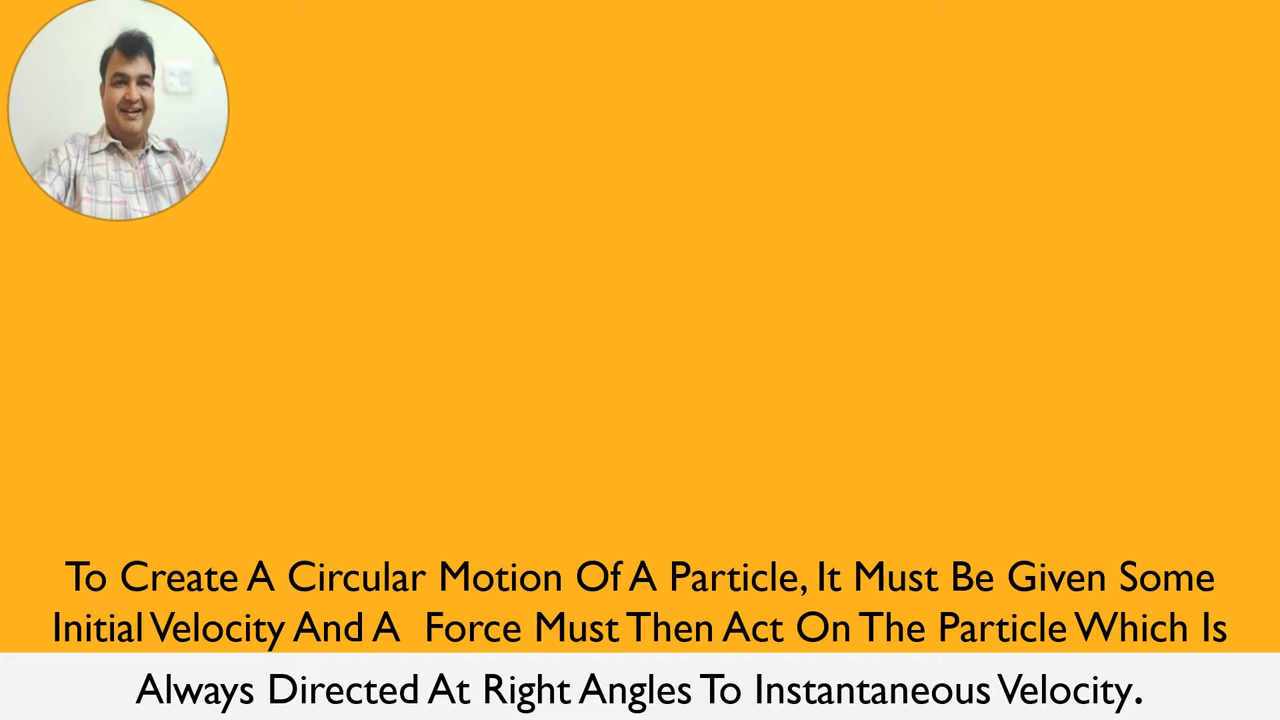 To Create A Circular Motion Of A Particle, It Must Be Given Some
Initial Velocity And A Force Must Then Act On The Particle Which Is
Always Directed At Right Angles To Instantaneous Velocity.